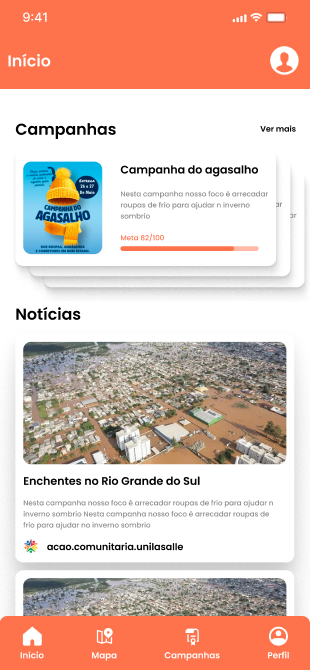 9:41
Início
Campanhas
Ver mais
CAMPANHA DO
AGASALHO
Campanha do agasalho
Nesta campanha nosso foco é arrecadar
roupas de frio para ajudar n inverno
sombrio
Meta 82/100
ar
ar
Notícias
Enchentes no Rio Grande do Sul
Nesta campanha nosso foco é arrecadar roupas de frio para ajudar n
inverno sombrio Nesta campanha nosso foco é arrecadar roupas de
frio para ajudar no inverno sombrio
acao.comunitaria.unilasalle
Início
Mapa
Campanhas
Perfil